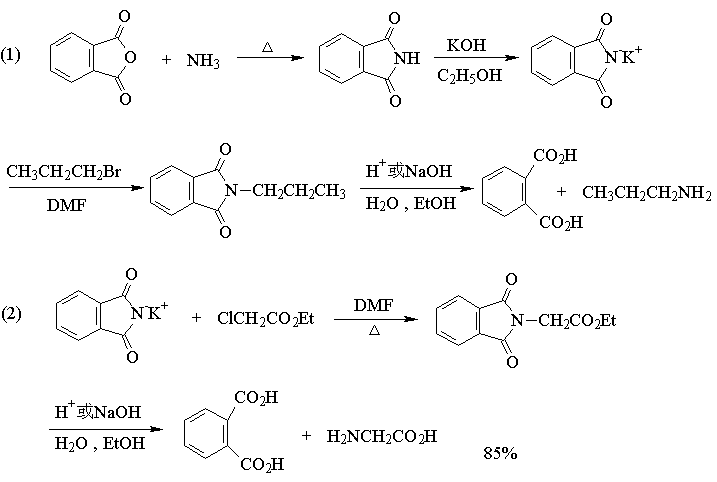 (1) O O O + NH3 △ O NH O KOH C2H5OH O N⁻K⁺ O
CH3CH2CH2Br DMF O N−CH2CH2CH3 O H⁺或NaOH H2O , EtOH CO2H CO2H + CH3CH2CH2NH2
(2) O N⁻K⁺ O + ClCH2CO2Et DMF △ O N−CH2CO2Et O
H⁺或NaOH H2O , EtOH CO2H CO2H + H2NCH2CO2H 85%